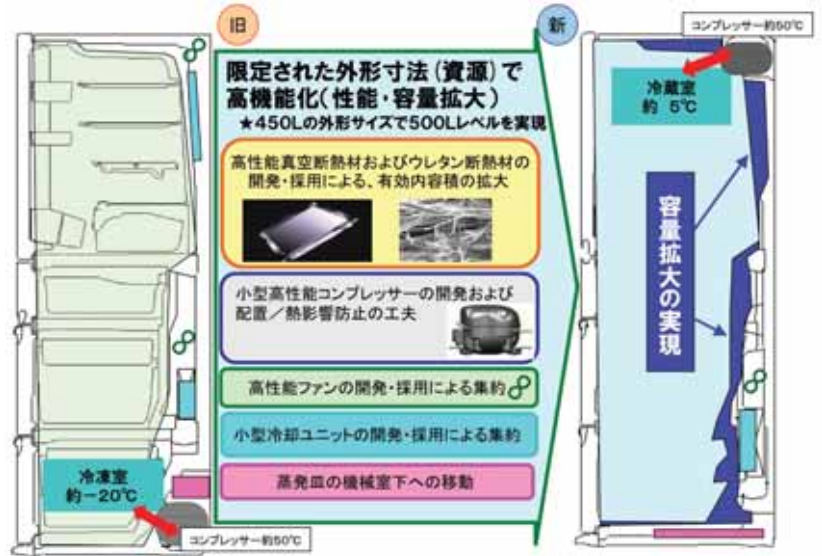 旧
新
コンプレッサー約50℃
限定された外形寸法(資源)で
高機能化(性能・容量拡大)
★450Lの外形サイズで500Lレベルを実現
冷蔵室
約 5℃
高性能真空断熱材およびウレタン断熱材の
開発・採用による、有効内容積の拡大
容量拡大の実現
小型高性能コンプレッサーの開発および
配置／熱影響防止の工夫
高性能ファンの開発・採用による集約
小型冷却ユニットの開発・採用による集約
冷凍室
約－20℃
蒸発皿の機械室下への移動
コンプレッサー約50℃